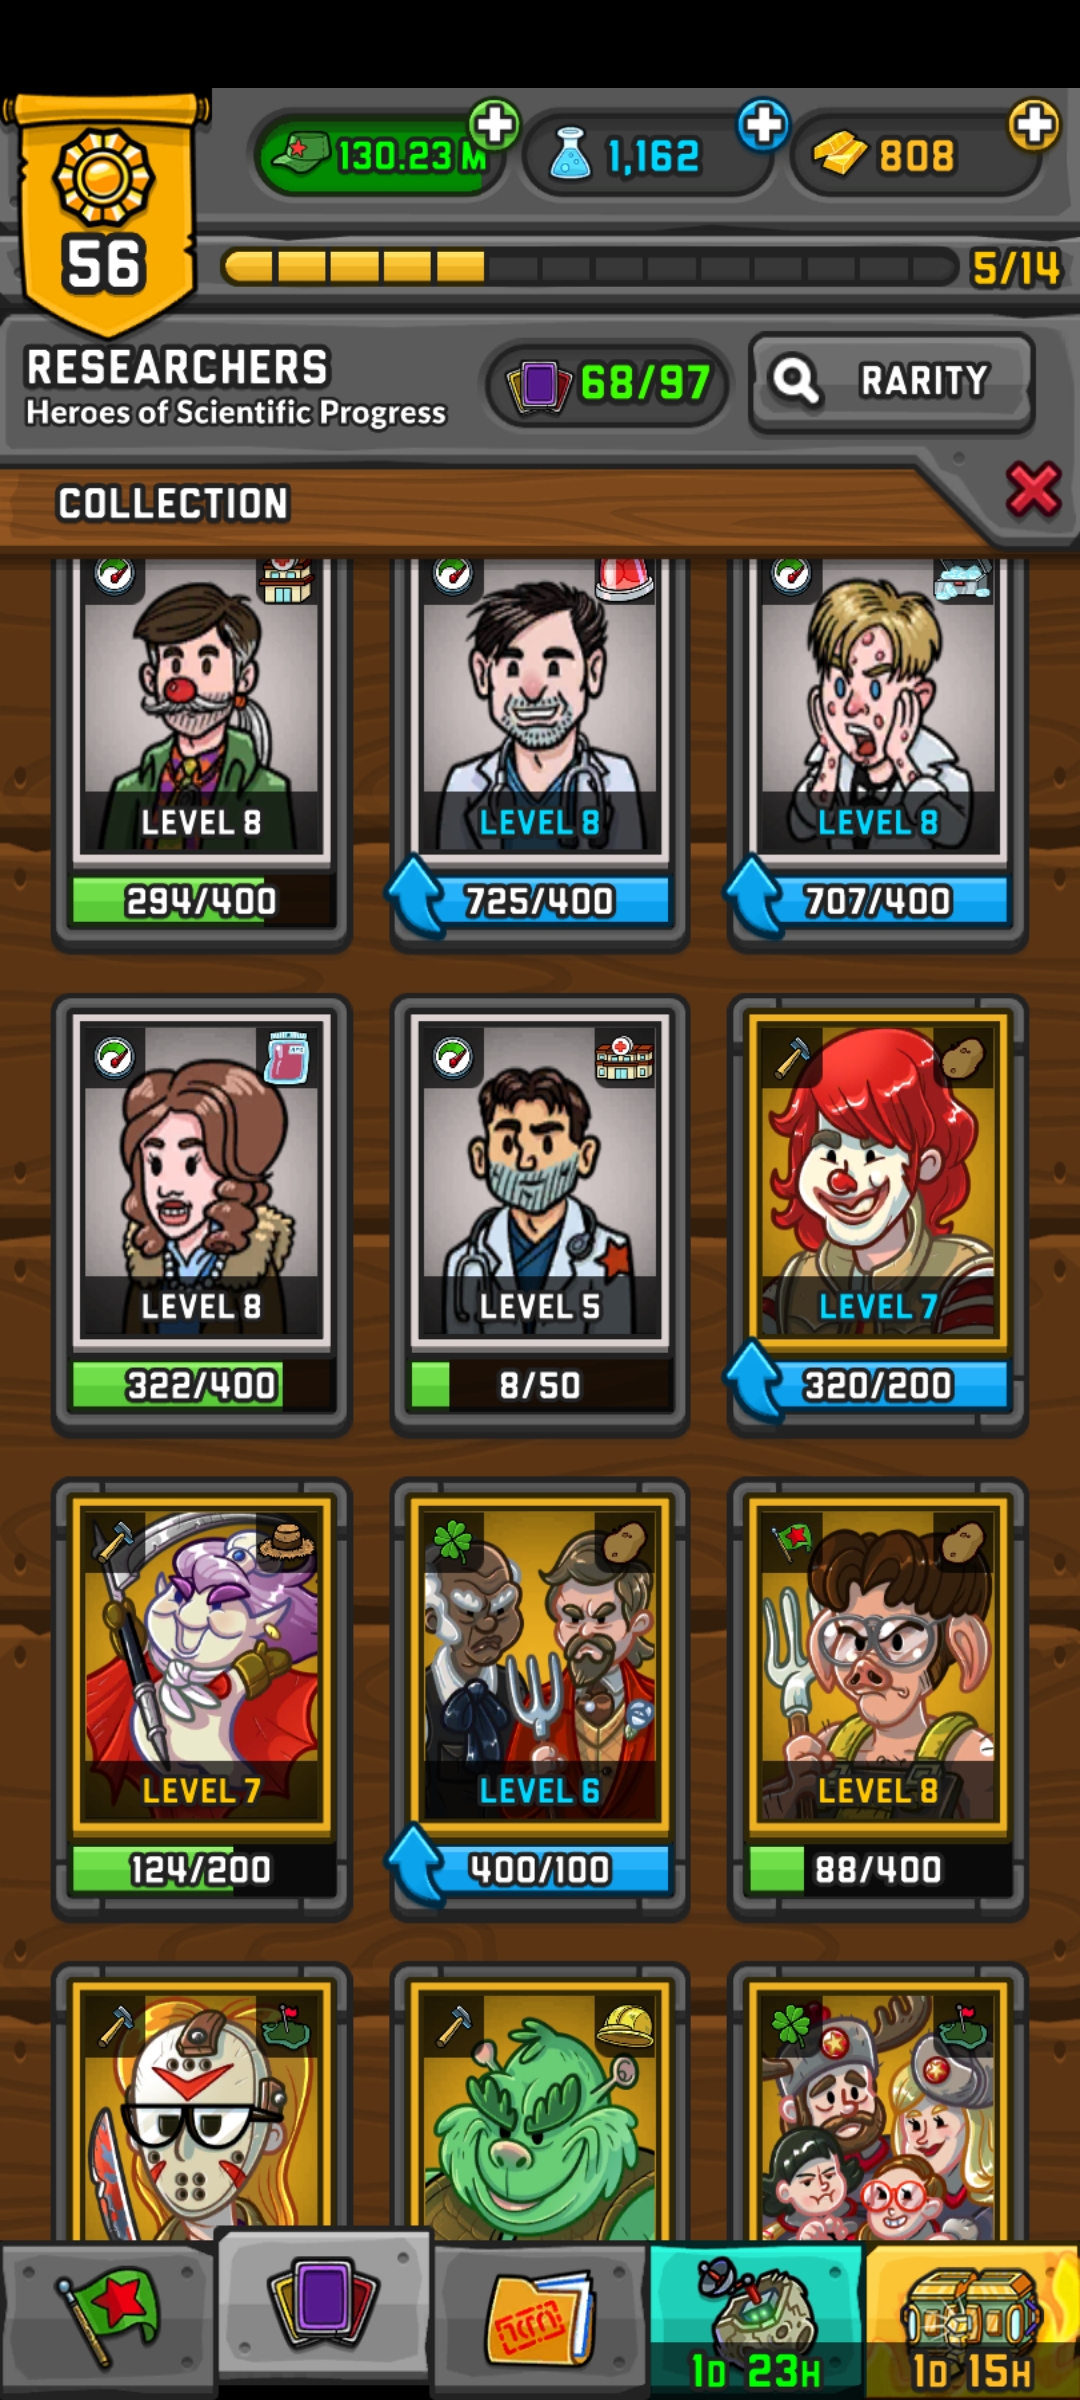 130.23 M
1,162
808
56
5/14
RESEARCHERS
Heroes of Scientific Progress
68/97
RARITY
COLLECTION
LEVEL 8
LEVEL 8
LEVEL 8
294/400
725/400
707/400
LEVEL 8
LEVEL 5
LEVEL 7
322/400
8/50
320/200
LEVEL 7
LEVEL 6
LEVEL 8
124/200
400/100
88/400
1D 23H
1D 15H